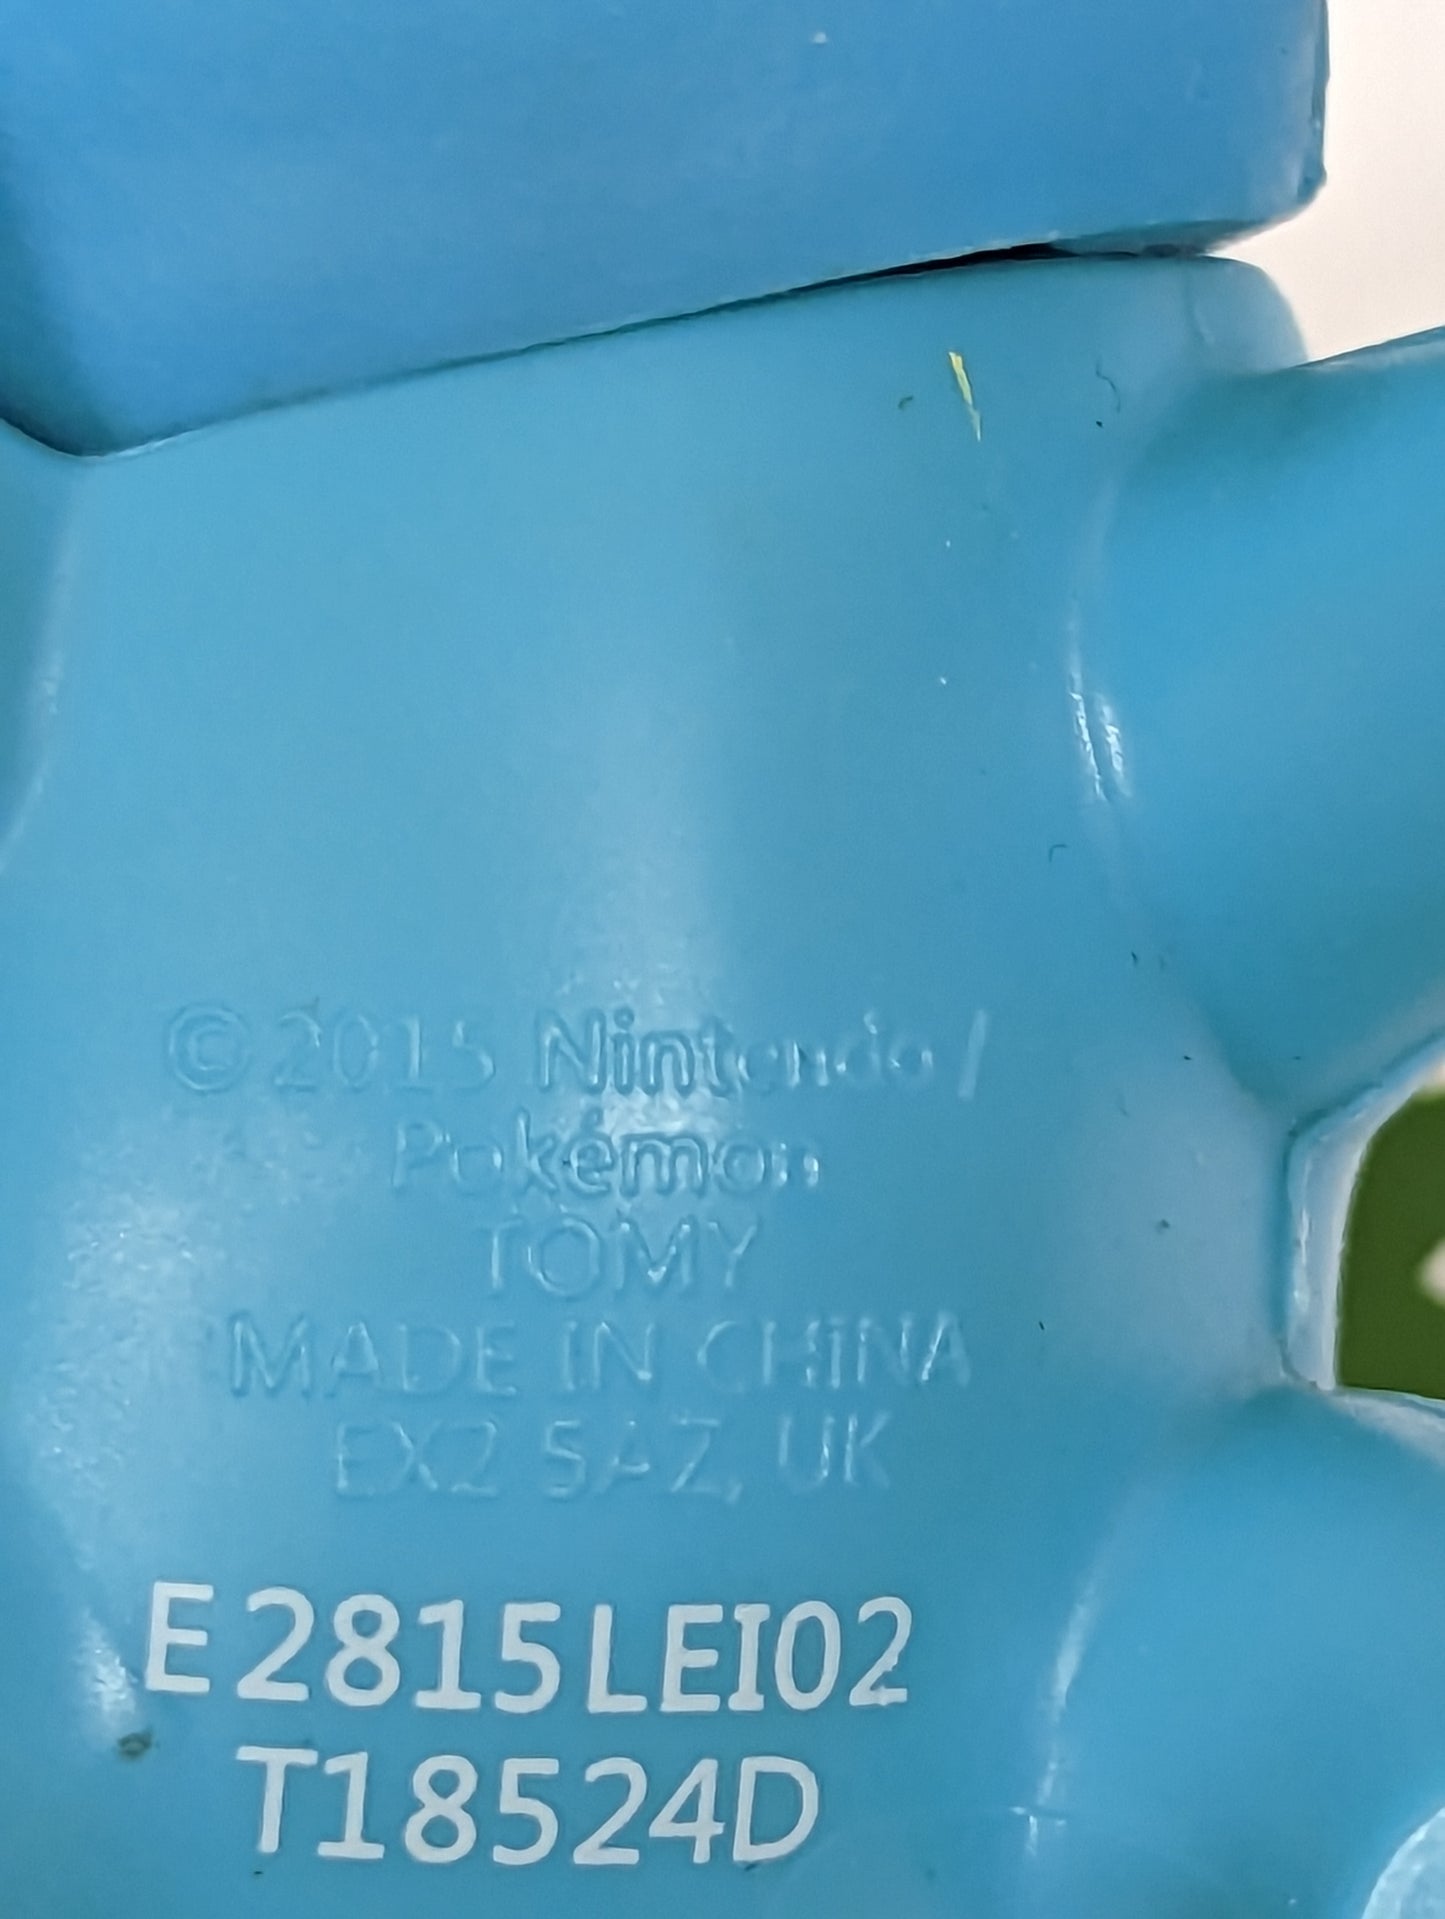 ©2015 Nintendo/
Pokémon
TOMY
MADE IN CHINA
EX2 5AZ, UK
E2815LEI02
T18524D